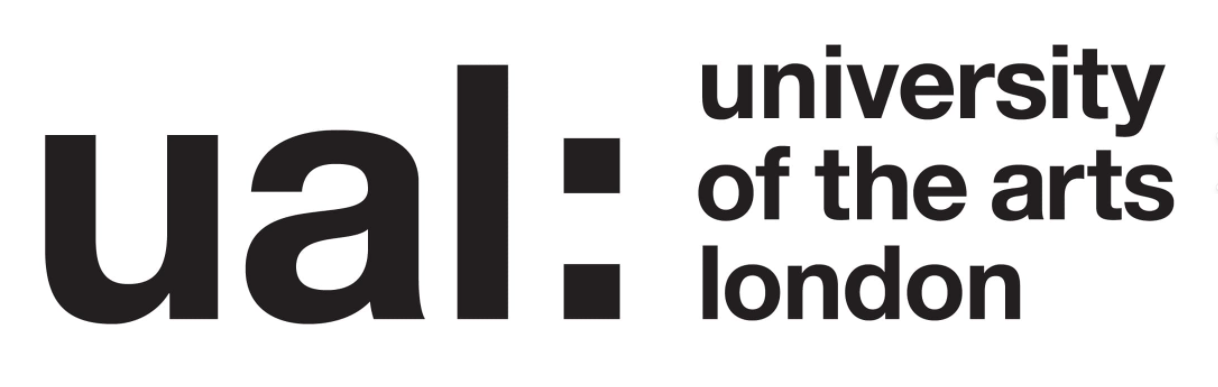 ual:
university
of the arts
london